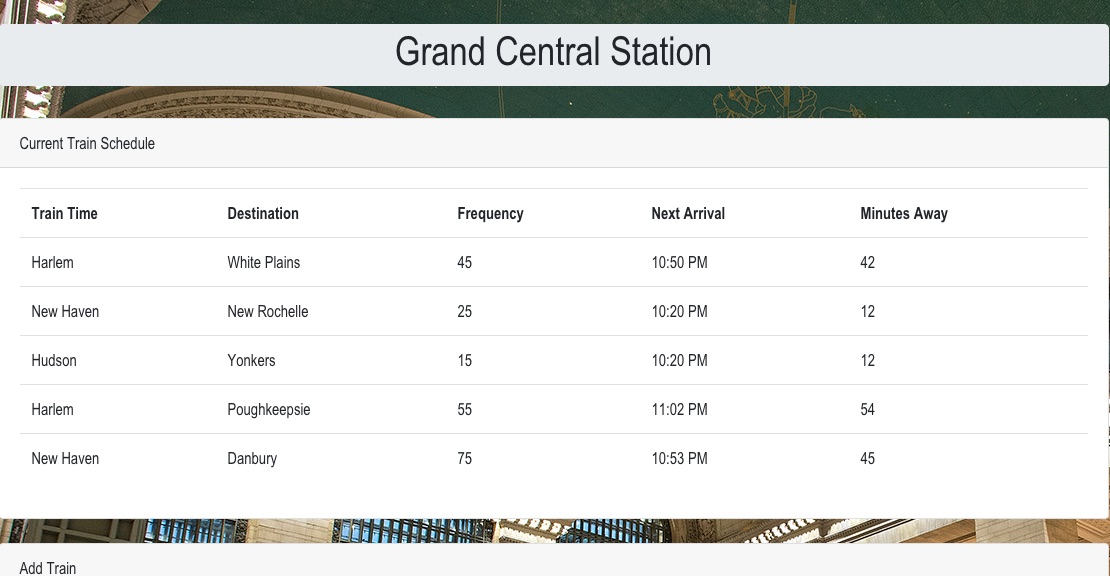 Grand Central Station
Current Train Schedule
Train Time Destination Frequency Next Arrival Minutes Away
Harlem White Plains 45 10:50 PM 42
New Haven New Rochelle 25 10:20 PM 12
Hudson Yonkers 15 10:20 PM 12
Harlem Poughkeepsie 55 11:02 PM 54
New Haven Danbury 75 10:53 PM 45
Add Train